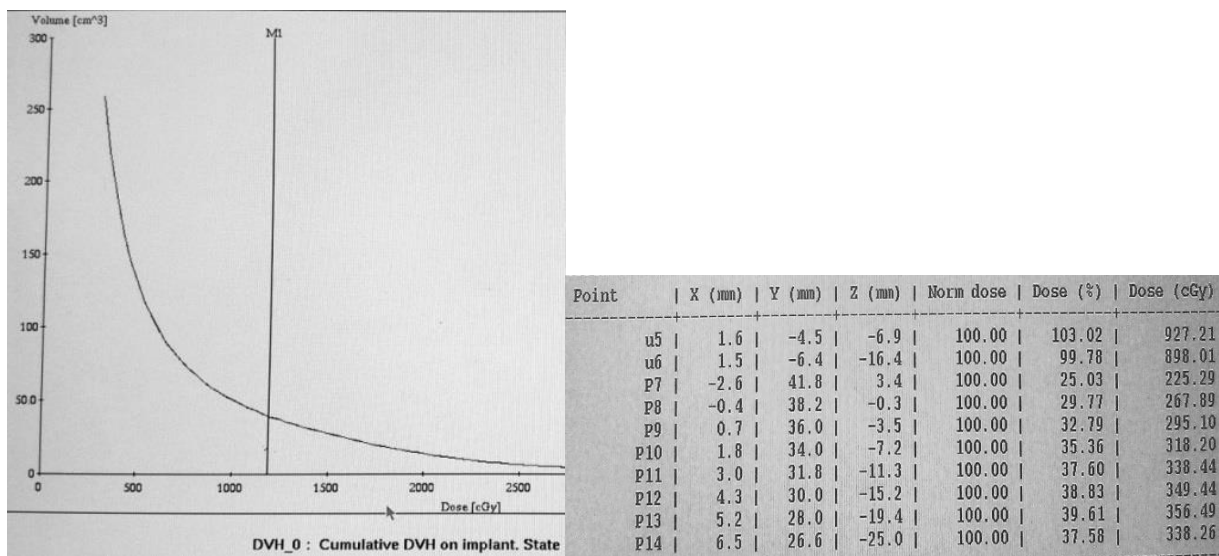 Volume [cm^3]
M1
300
250
200
150
100
50.0
0
0 500 1000 1500 2000 2500
Dose [cGy]
DVH_0 : Cumulative DVH on implant. State
Point | X (mm) | Y (mm) | Z (mm) | Norm dose | Dose (%) | Dose (cGy)
u5 | 1.6 | -4.5 | -6.9 | 100.00 | 103.02 | 927.21
u6 | 1.5 | -6.4 | -16.4 | 100.00 | 99.78 | 898.01
P7 | -2.6 | 41.8 | 3.4 | 100.00 | 25.03 | 225.29
P8 | -0.4 | 38.2 | -0.3 | 100.00 | 29.77 | 267.89
P9 | 0.7 | 36.0 | -3.5 | 100.00 | 32.79 | 295.10
P10 | 1.8 | 34.0 | -7.2 | 100.00 | 35.36 | 318.20
P11 | 3.0 | 31.8 | -11.3 | 100.00 | 37.60 | 338.44
P12 | 4.3 | 30.0 | -15.2 | 100.00 | 38.83 | 349.44
P13 | 5.2 | 28.0 | -19.4 | 100.00 | 39.61 | 356.49
P14 | 6.5 | 26.6 | -25.0 | 100.00 | 37.58 | 338.26